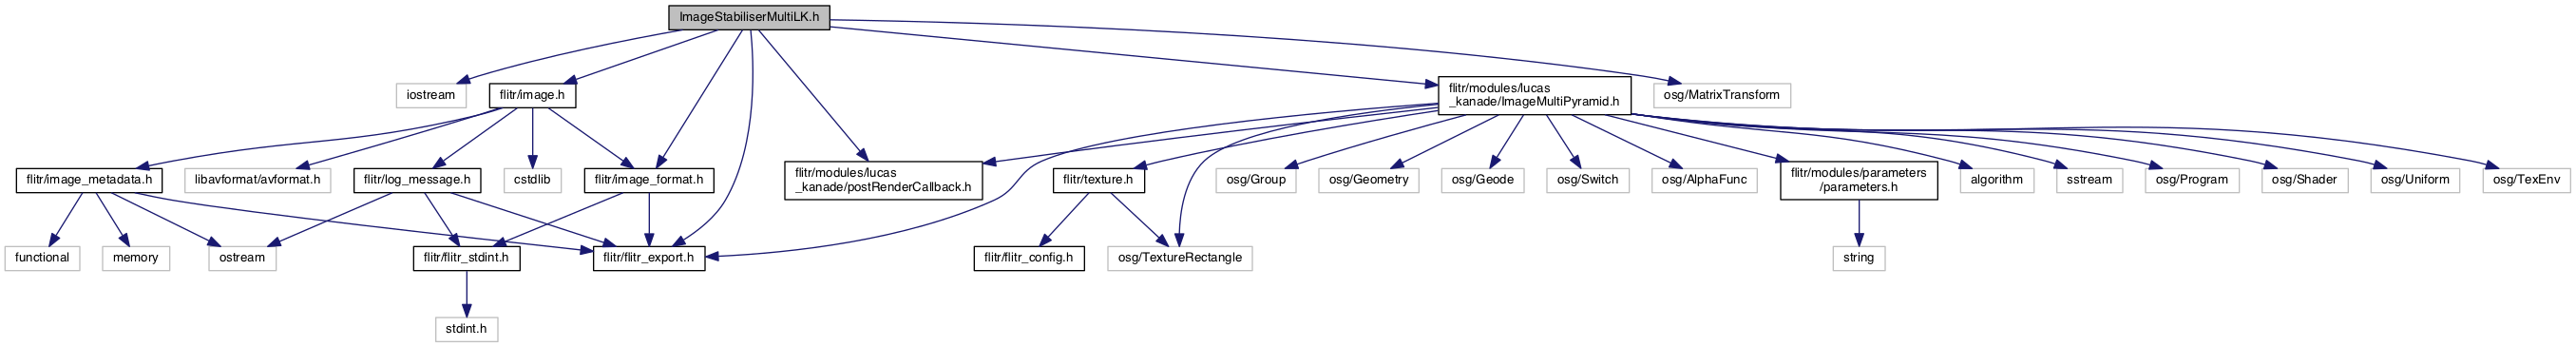 ImageStabiliserMultiLK.h
iostream
flitr/image.h
flitr/modules/lucas
_kanade/ImageMultiPyramid.h
osg/MatrixTransform
flitr/image_metadata.h
libavformat/avformat.h
flitr/log_message.h
cstdlib
flitr/image_format.h
flitr/modules/lucas
_kanade/postRenderCallback.h
flitr/texture.h
osg/Group
osg/Geometry
osg/Geode
osg/Switch
osg/AlphaFunc
flitr/modules/parameters
/parameters.h
algorithm
sstream
osg/Program
osg/Shader
osg/Uniform
osg/TexEnv
functional
memory
ostream
flitr/flitr_stdint.h
flitr/flitr_export.h
flitr/flitr_config.h
osg/TextureRectangle
string
stdint.h